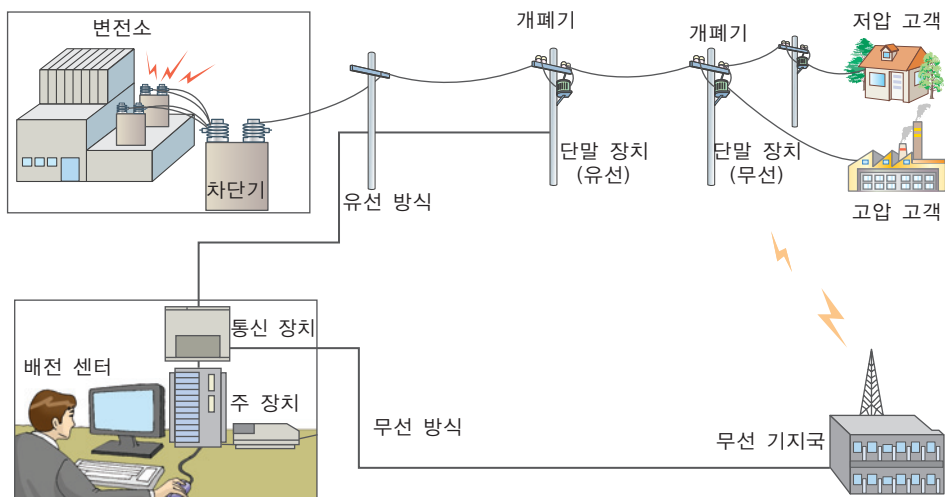 변전소
개폐기
개폐기
저압 고객
차단기
유선 방식
단말 장치
(유선)
단말 장치
(무선)
고압 고객
통신 장치
배전 센터
주 장치
무선 방식
무선 기지국